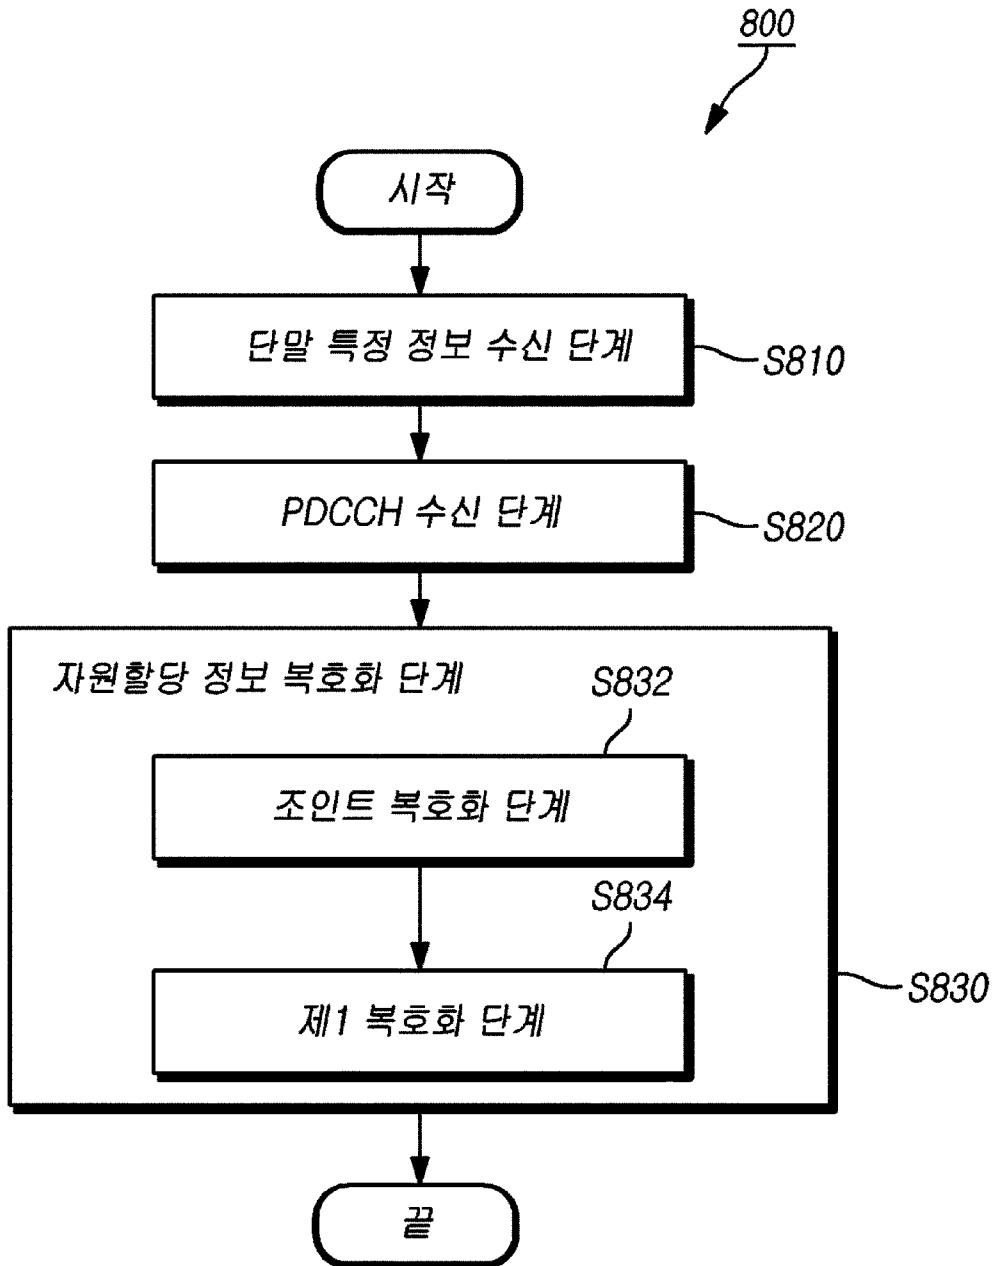 800
시작
단말 특정 정보 수신 단계
S810
PDCCH 수신 단계
S820
자원할당 정보 복호화 단계
S832
조인트 복호화 단계
S834
제1 복호화 단계
S830
끝